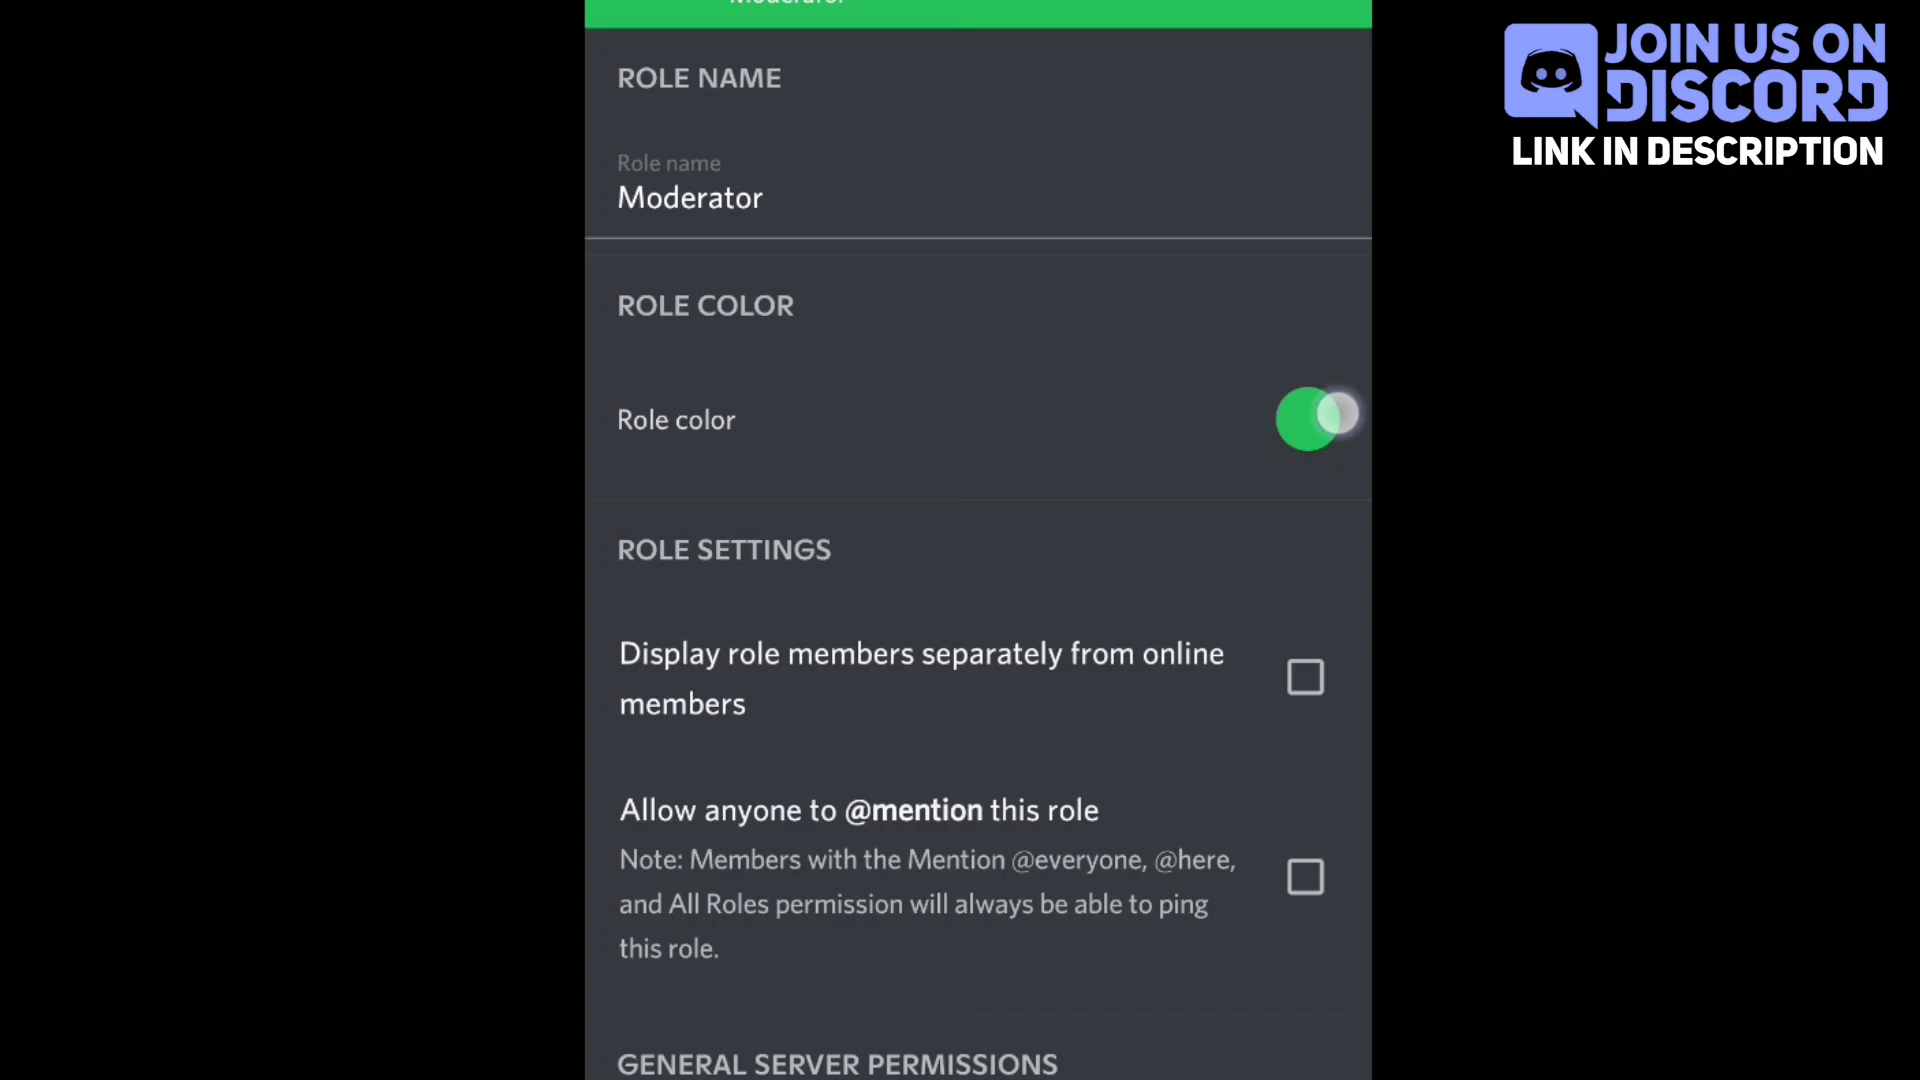 Moderator
JOIN US ON
DISCORD
LINK IN DESCRIPTION
ROLE NAME
Role name
Moderator
ROLE COLOR
Role color
ROLE SETTINGS
Display role members separately from online
members
Allow anyone to @mention this role
Note: Members with the Mention @everyone, @here,
and All Roles permission will always be able to ping
this role.
GENERAL SERVER PERMISSIONS